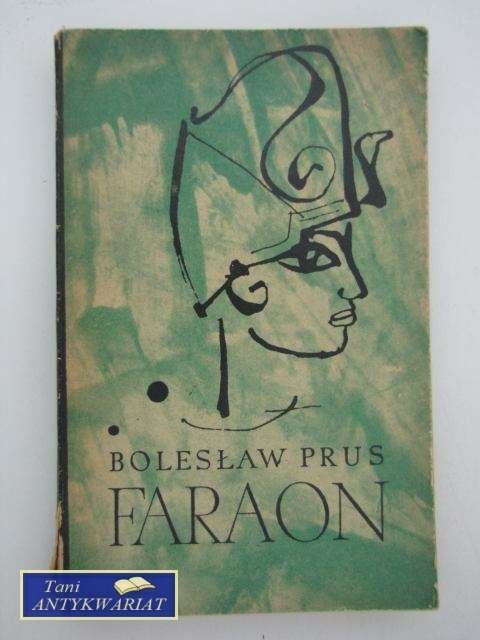 BOLESŁAW PRUS
FARAON
Tani
ANTYKWARIAT